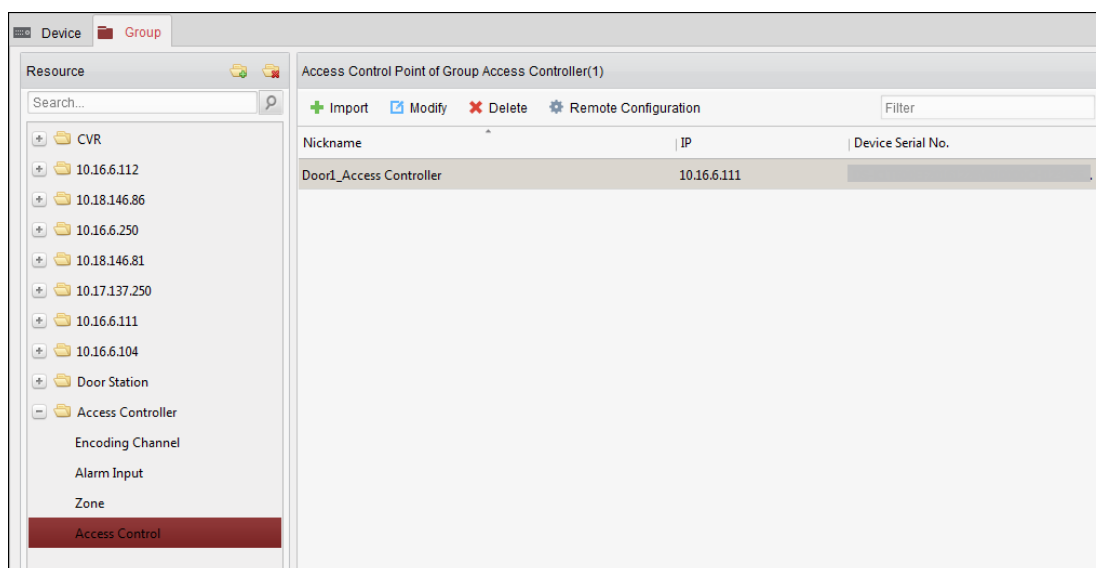 Device Group
Resource
Search...
CVR
10.16.6.112
10.18.146.86
10.16.6.250
10.18.146.81
10.17.137.250
10.16.6.111
10.16.6.104
Door Station
Access Controller
Encoding Channel
Alarm Input
Zone
Access Control
Access Control Point of Group Access Controller(1)
Import Modify Delete Remote Configuration Filter
Nickname IP Device Serial No.
Door1_Access Controller 10.16.6.111